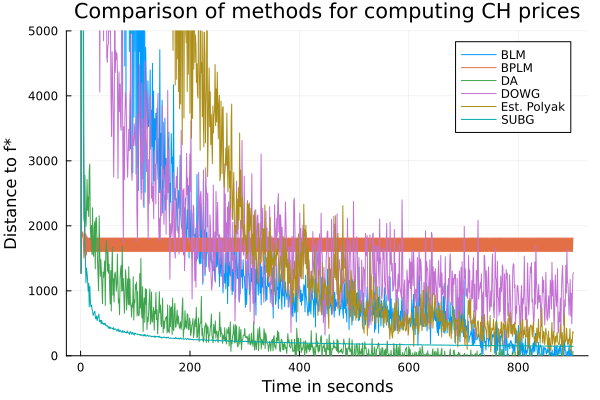 Comparison of methods for computing CH prices
Distance to f*
5000
4000
3000
2000
1000
0
0 200 400 600 800
Time in seconds
BLM
BPLM
DA
DOWG
Est. Polyak
SUBG